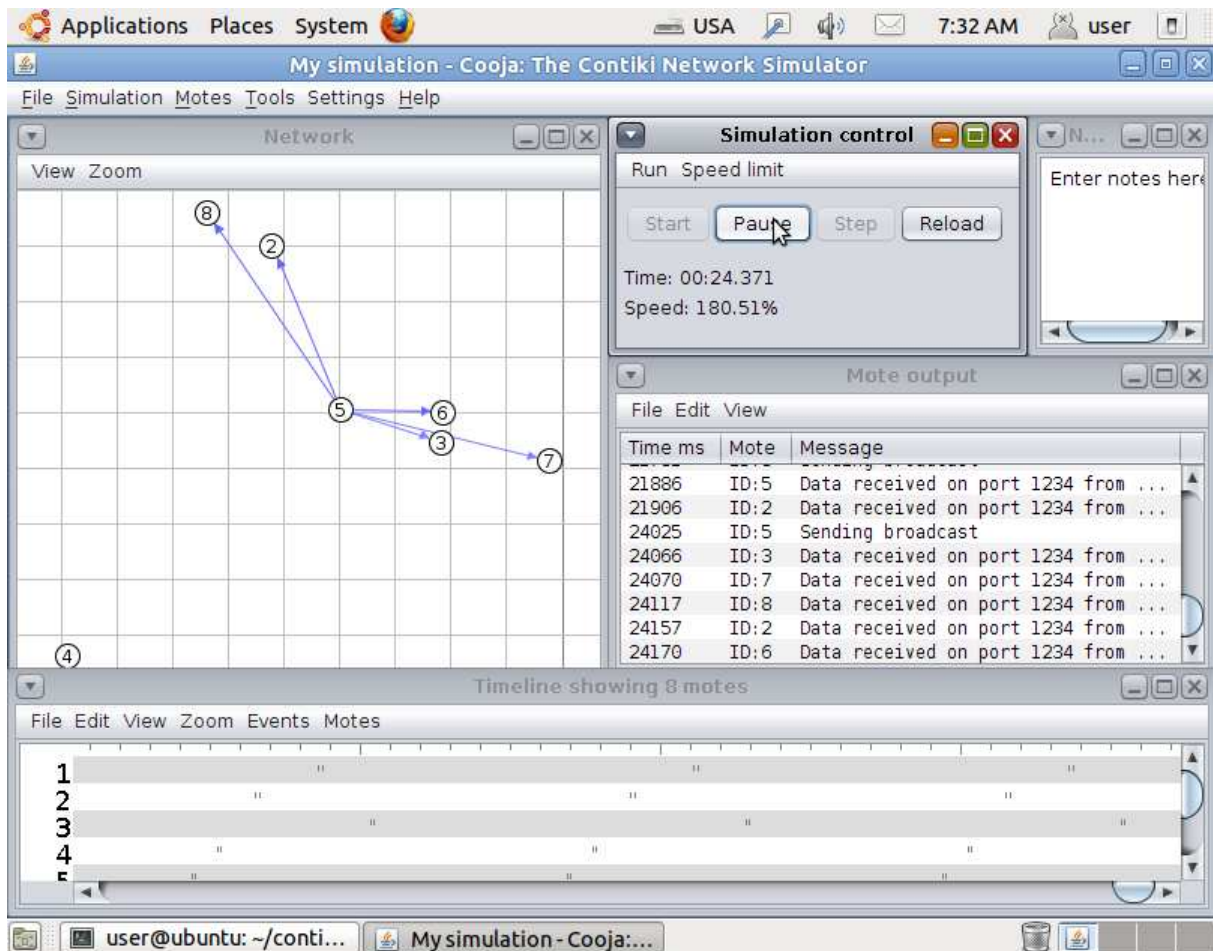 Applications Places System USA 7:32 AM user
My simulation - Cooja: The Contiki Network Simulator
File Simulation Motes Tools Settings Help
Network
View Zoom
8
2
5
6
3
7
4
Simulation control
Run Speed limit
Start Pause Step Reload
Time: 00:24.371
Speed: 180.51%
N...
Enter notes here
Mote output
File Edit View
Time ms Mote Message
21886 ID:5 Data received on port 1234 from ...
21906 ID:2 Data received on port 1234 from ...
24025 ID:5 Sending broadcast
24066 ID:3 Data received on port 1234 from ...
24070 ID:7 Data received on port 1234 from ...
24117 ID:8 Data received on port 1234 from ...
24157 ID:2 Data received on port 1234 from ...
24170 ID:6 Data received on port 1234 from ...
Timeline showing 8 motes
File Edit View Zoom Events Motes
1
2
3
4
5
user@ubuntu: ~/conti... My simulation - Cooja:...